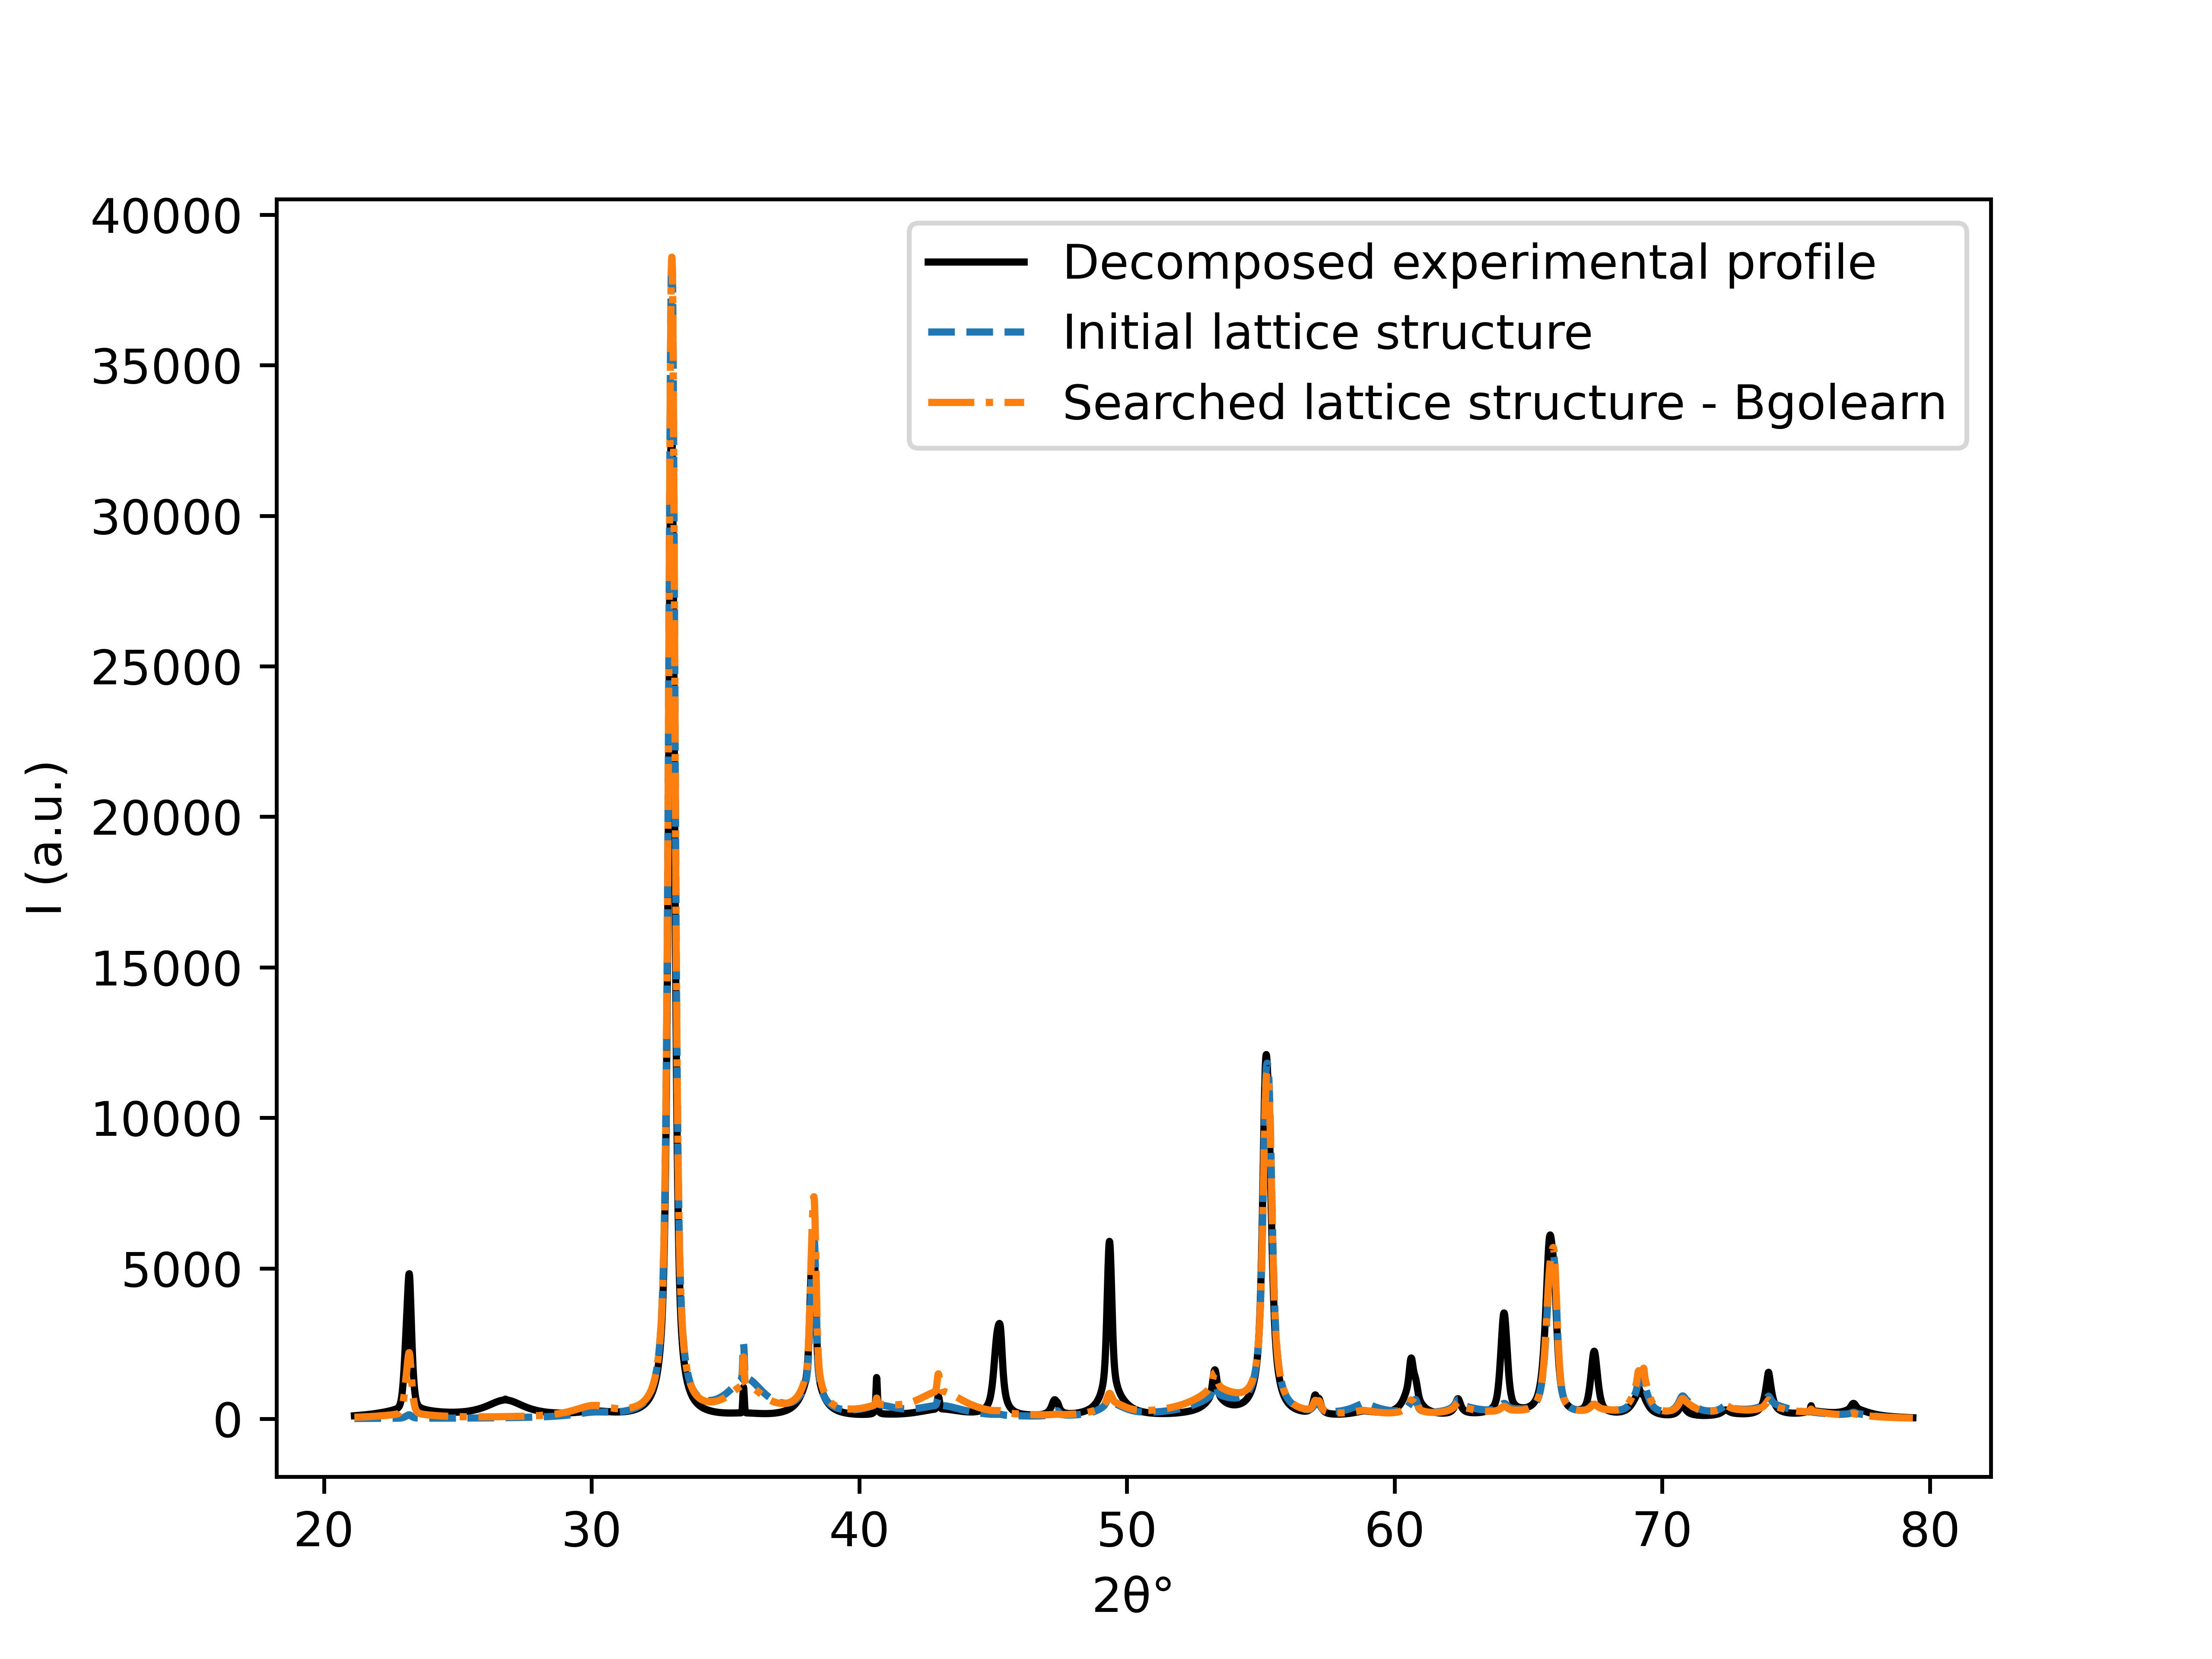 Decomposed experimental profile
Initial lattice structure
Searched lattice structure - Bgolearn
40000
35000
30000
25000
20000
15000
10000
5000
0
I (a.u.)
20 30 40 50 60 70 80
2θ°